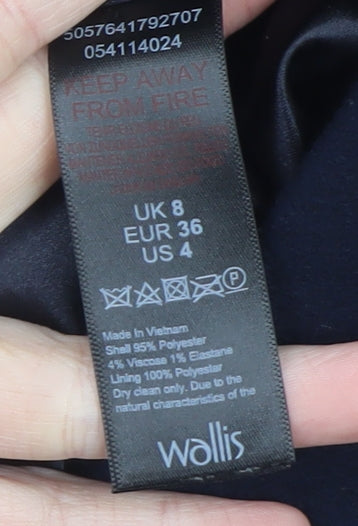 5057641792707
054114024
KEEP AWAY
FROM FIRE
UK 8
EUR 36
US 4
P
Made in Vietnam
Shell 95% Polyester
4% Viscose 1% Elastane
Lining 100% Polyester
Dry clean only. Due to the
natural characteristics of the
wallis